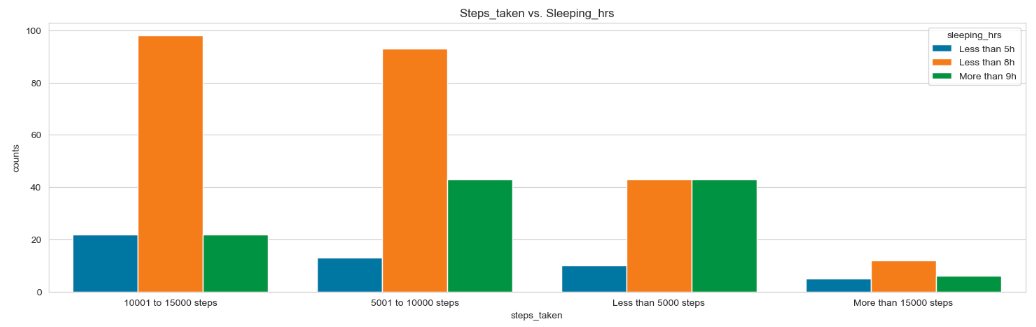 Steps_taken vs. Sleeping_hrs
sleeping_hrs
Less than 5h
Less than 8h
More than 9h
counts
100
80
60
40
20
0
10001 to 15000 steps
5001 to 10000 steps
Less than 5000 steps
More than 15000 steps
steps_taken